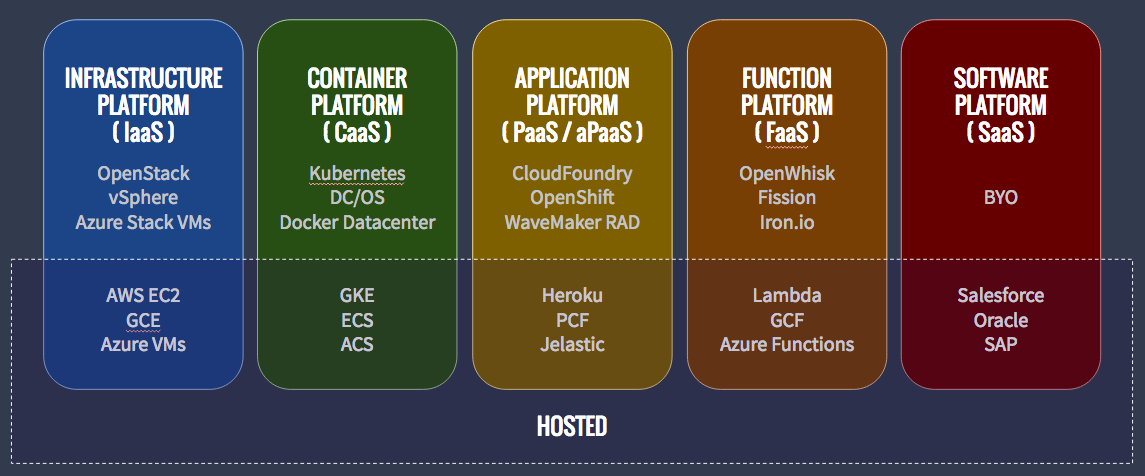 INFRASTRUCTURE
PLATFORM
( IaaS )
OpenStack
vSphere
Azure Stack VMs
AWS EC2
GCE
Azure VMs
CONTAINER
PLATFORM
( CaaS )
Kubernetes
DC/OS
Docker Datacenter
GKE
ECS
ACS
APPLICATION
PLATFORM
( PaaS / aPaaS )
CloudFoundry
OpenShift
WaveMaker RAD
Heroku
PCF
Jelastic
FUNCTION
PLATFORM
( FaaS )
OpenWhisk
Fission
Iron.io
Lambda
GCF
Azure Functions
SOFTWARE
PLATFORM
( SaaS )
BYO
Salesforce
Oracle
SAP
HOSTED